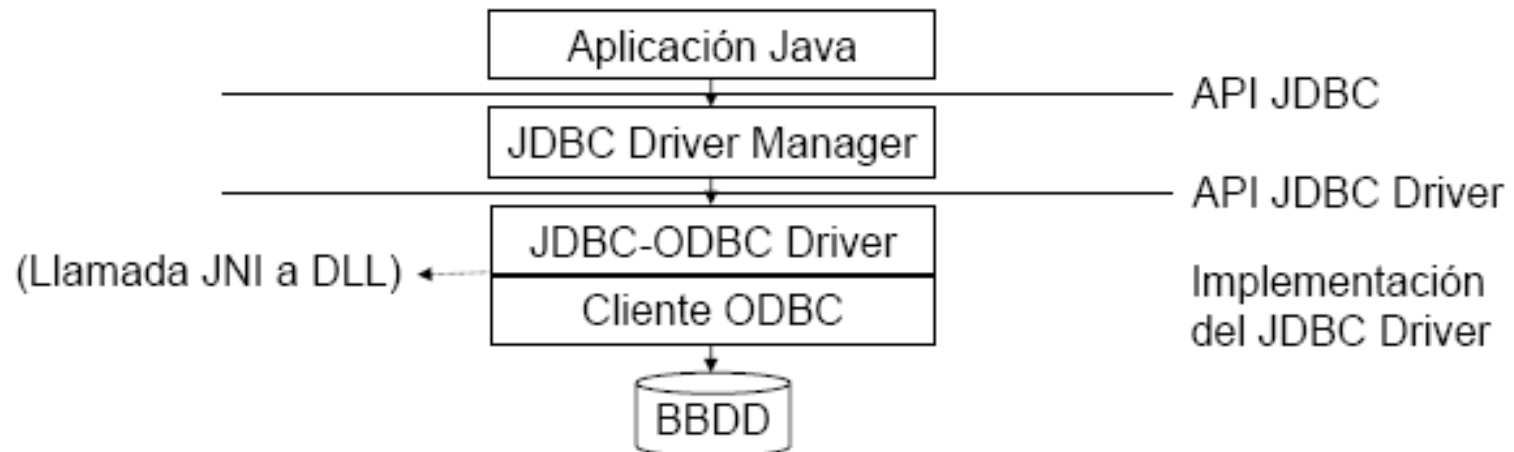 Aplicación Java
API JDBC
JDBC Driver Manager
API JDBC Driver
JDBC-ODBC Driver
(Llamada JNI a DLL)
Cliente ODBC
Implementación
del JDBC Driver
BBDD